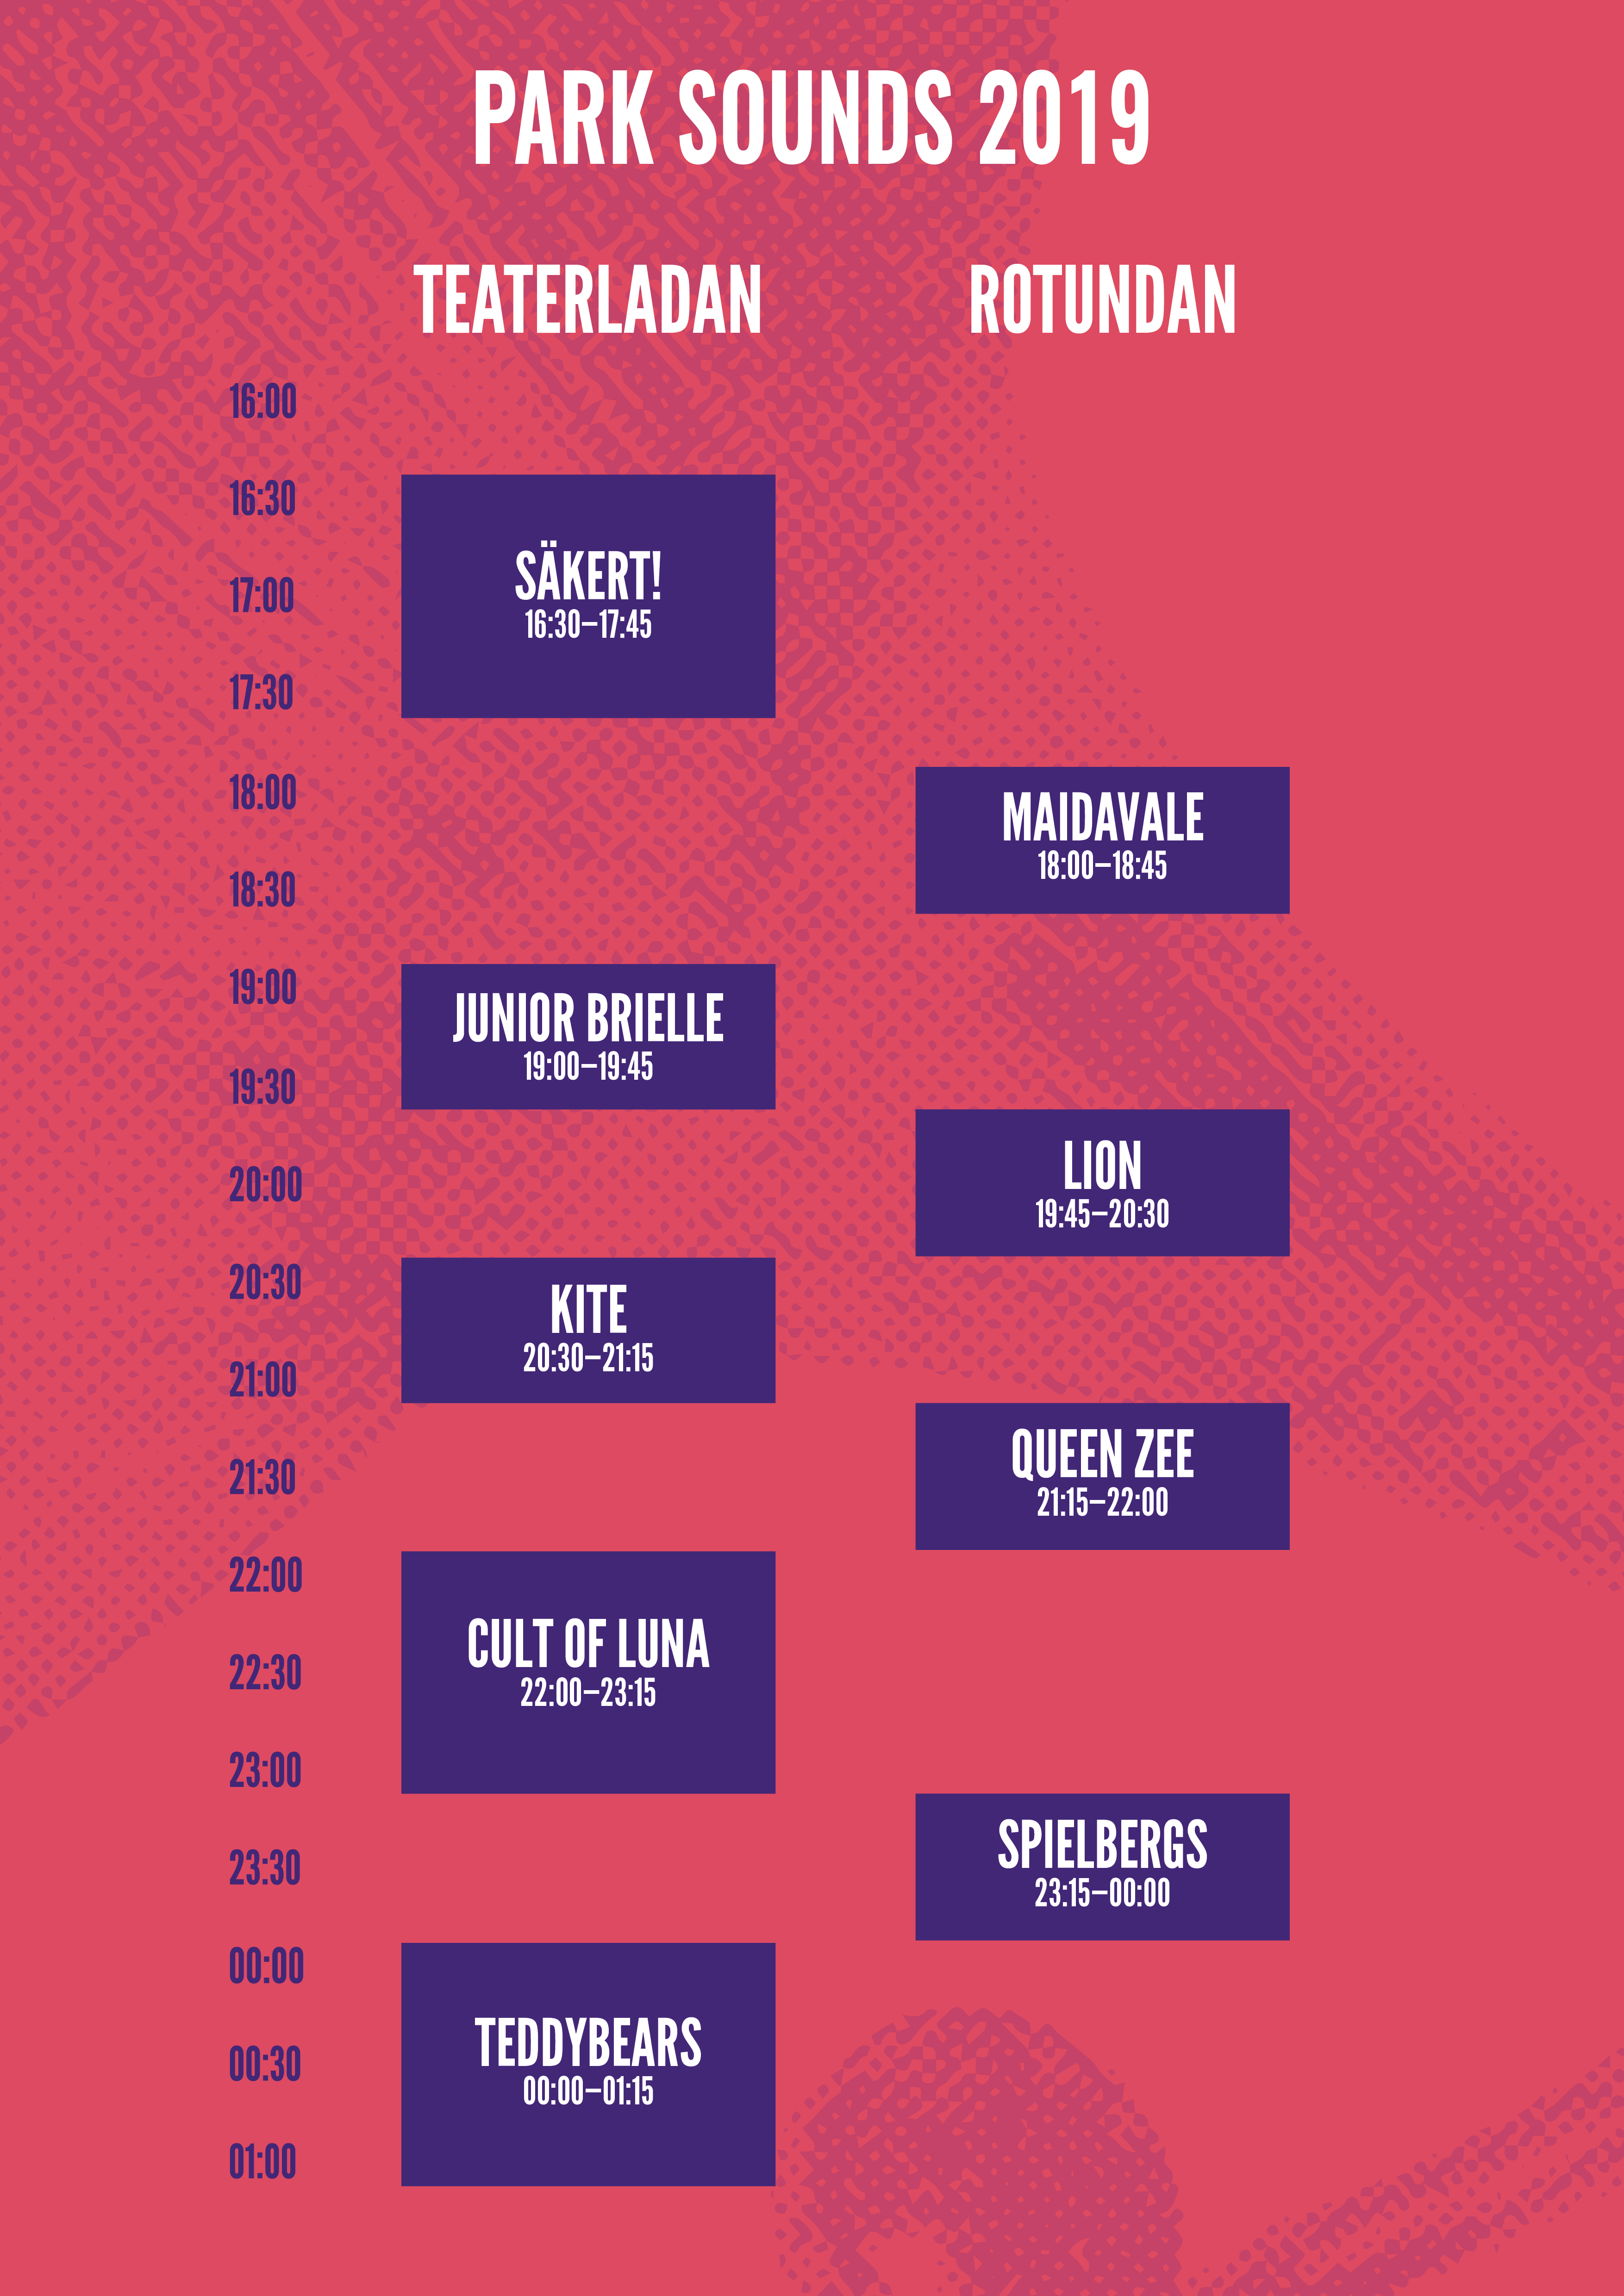 PARK SOUNDS 2019
TEATERLADAN
ROTUNDAN
16:00
16:30
SÄKERT!
16:30–17:45
17:00
17:30
18:00
MAIDAVALE
18:00–18:45
18:30
19:00
JUNIOR BRIELLE
19:00–19:45
19:30
20:00
LION
19:45–20:30
20:30
KITE
20:30–21:15
21:00
QUEEN ZEE
21:15–22:00
21:30
22:00
CULT OF LUNA
22:00–23:15
22:30
23:00
SPIELBERGS
23:15–00:00
23:30
00:00
TEDDYBEARS
00:00–01:15
00:30
01:00